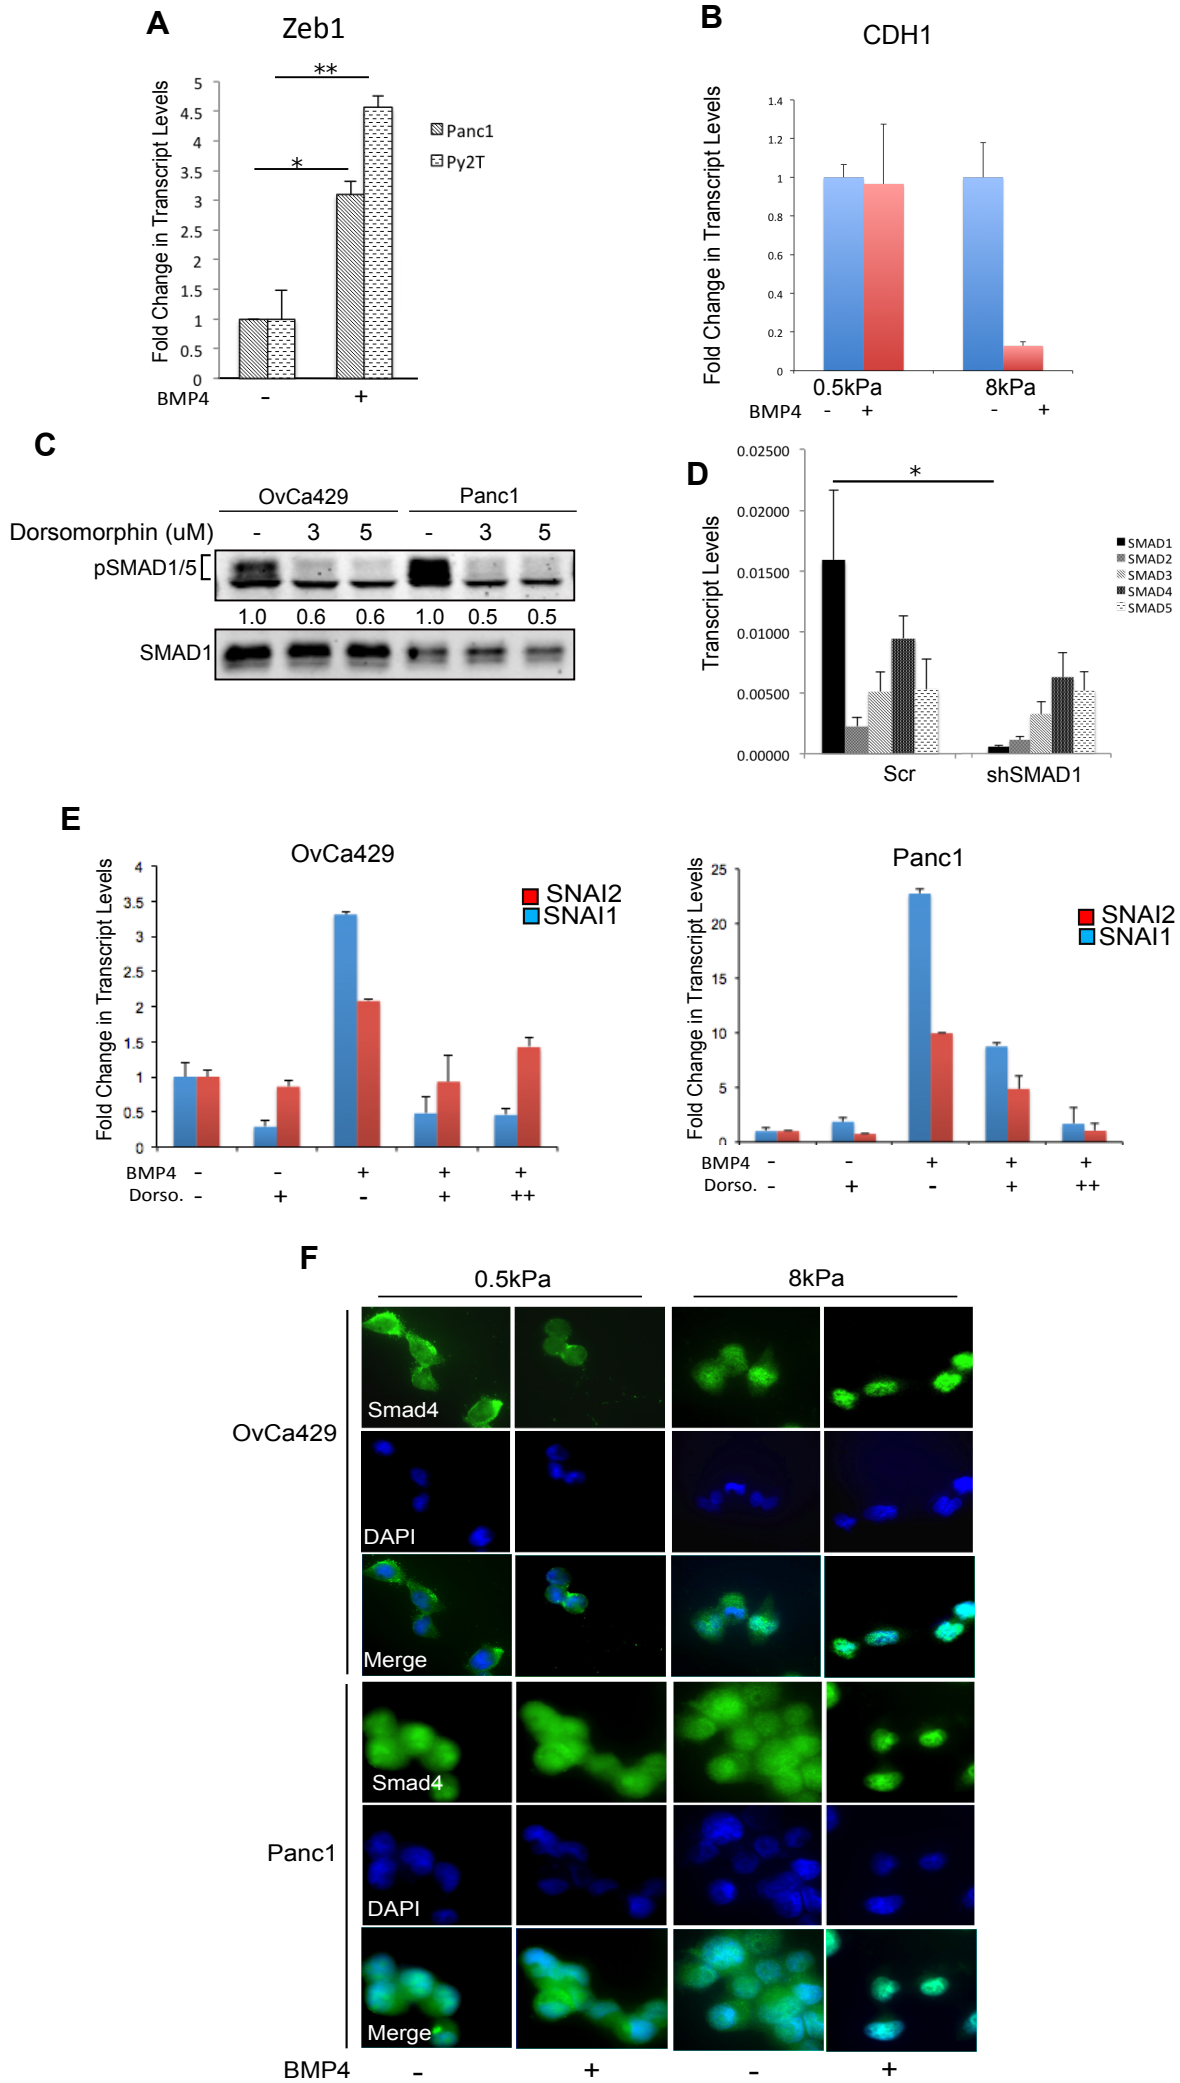 A
Zeb1
**
*
Fold Change in Transcript Levels
5
4.5
4
3.5
3
2.5
2
1.5
1
0.5
0
Panc1
Py2T
BMP4 - +
B
CDH1
Fold Change in Transcript Levels
1.4
1.2
1
0.8
0.6
0.4
0.2
0
0.5kPa 8kPa
BMP4 - + - +
C
OvCa429 Panc1
Dorsomorphin (uM) - 3 5 - 3 5
pSMAD1/5
1.0 0.6 0.6 1.0 0.5 0.5
SMAD1
D
*
Transcript Levels
0.02500
0.02000
0.01500
0.01000
0.00500
0.00000
SMAD1
SMAD2
SMAD3
SMAD4
SMAD5
Scr shSMAD1
E
OvCa429
Fold Change in Transcript Levels
4
3.5
3
2.5
2
1.5
1
0.5
0
SNAI2
SNAI1
BMP4 - - + + +
Dorso. - + - + ++
Panc1
Fold Change in Transcript Levels
25
20
15
10
5
0
SNAI2
SNAI1
BMP4 - - + + +
Dorso. - + - + ++
F
0.5kPa 8kPa
OvCa429
Smad4
DAPI
Merge
Panc1
Smad4
DAPI
Merge
BMP4 - + - +